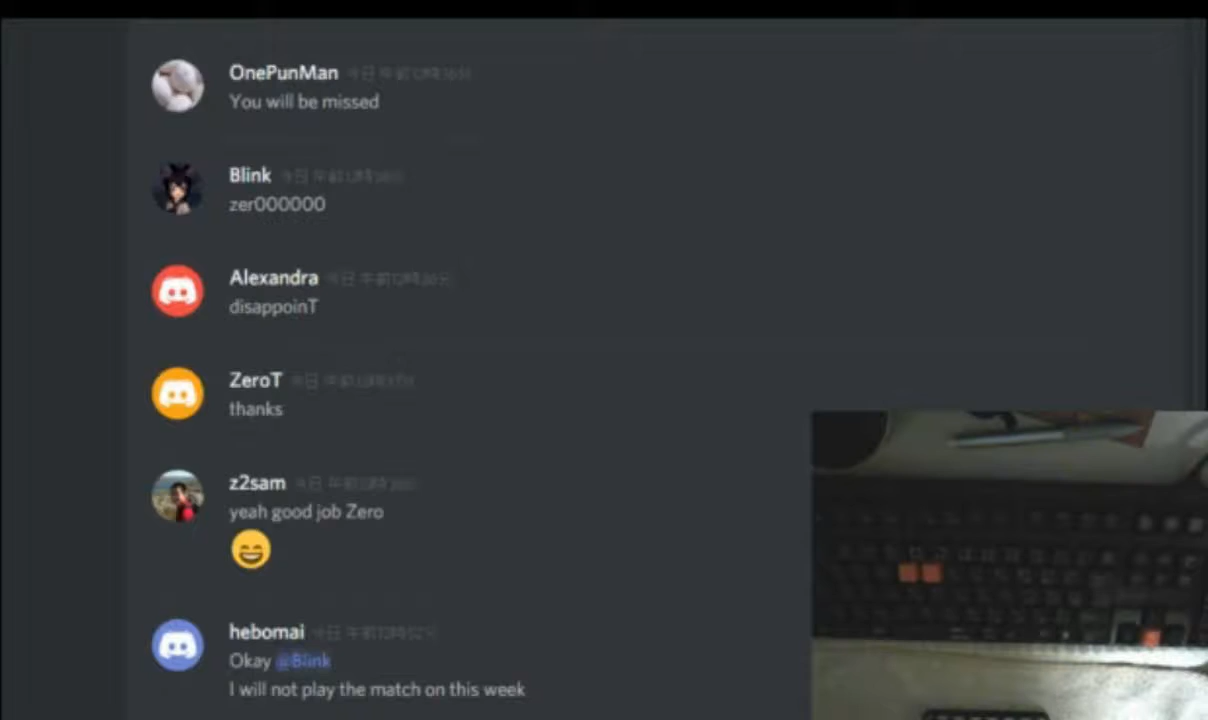 OnePunMan
You will be missed
Blink
zer000000
Alexandra
disappoinT
ZeroT
thanks
z2sam
yeah good job Zero
hebomai
Okay @Blink
I will not play the match on this week